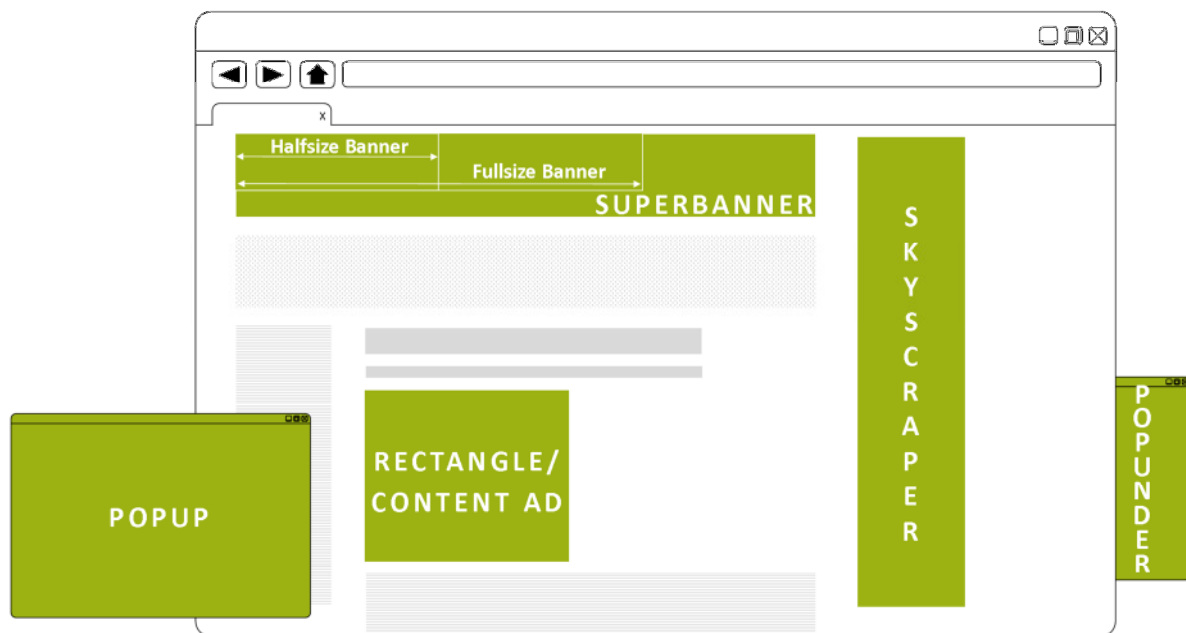 x
Halfsize Banner
Fullsize Banner
SUPERBANNER
SKYSCRAPER
RECTANGLE/
CONTENT AD
POPUP
POPUNDER